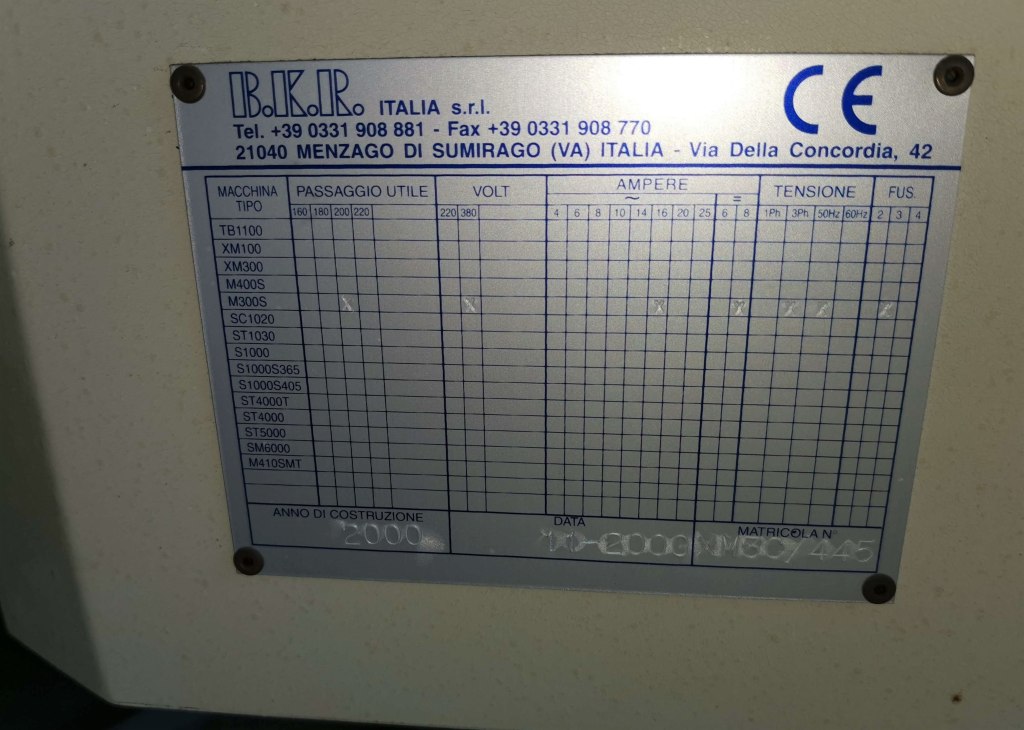 B.K.R. ITALIA s.r.l.
Tel. +39 0331 908 881 - Fax +39 0331 908 770
21040 MENZAGO DI SUMIRAGO (VA) ITALIA - Via Della Concordia, 42
CE
MACCHINA TIPO PASSAGGIO UTILE VOLT AMPERE TENSIONE FUS.
~ =
160 180 200 220 220 380 4 6 8 10 14 16 20 25 6 8 1Ph 3Ph 50Hz 60Hz 2 3 4
TB1100
XM100
XM300
M400S
M300S X X X X X X X
SC1020
ST1030
S1000
S1000S365
S1000S405
ST4000T
ST4000
ST5000
SM6000
M410SMT
ANNO DI COSTRUZIONE DATA MATRICOLA N°
2000